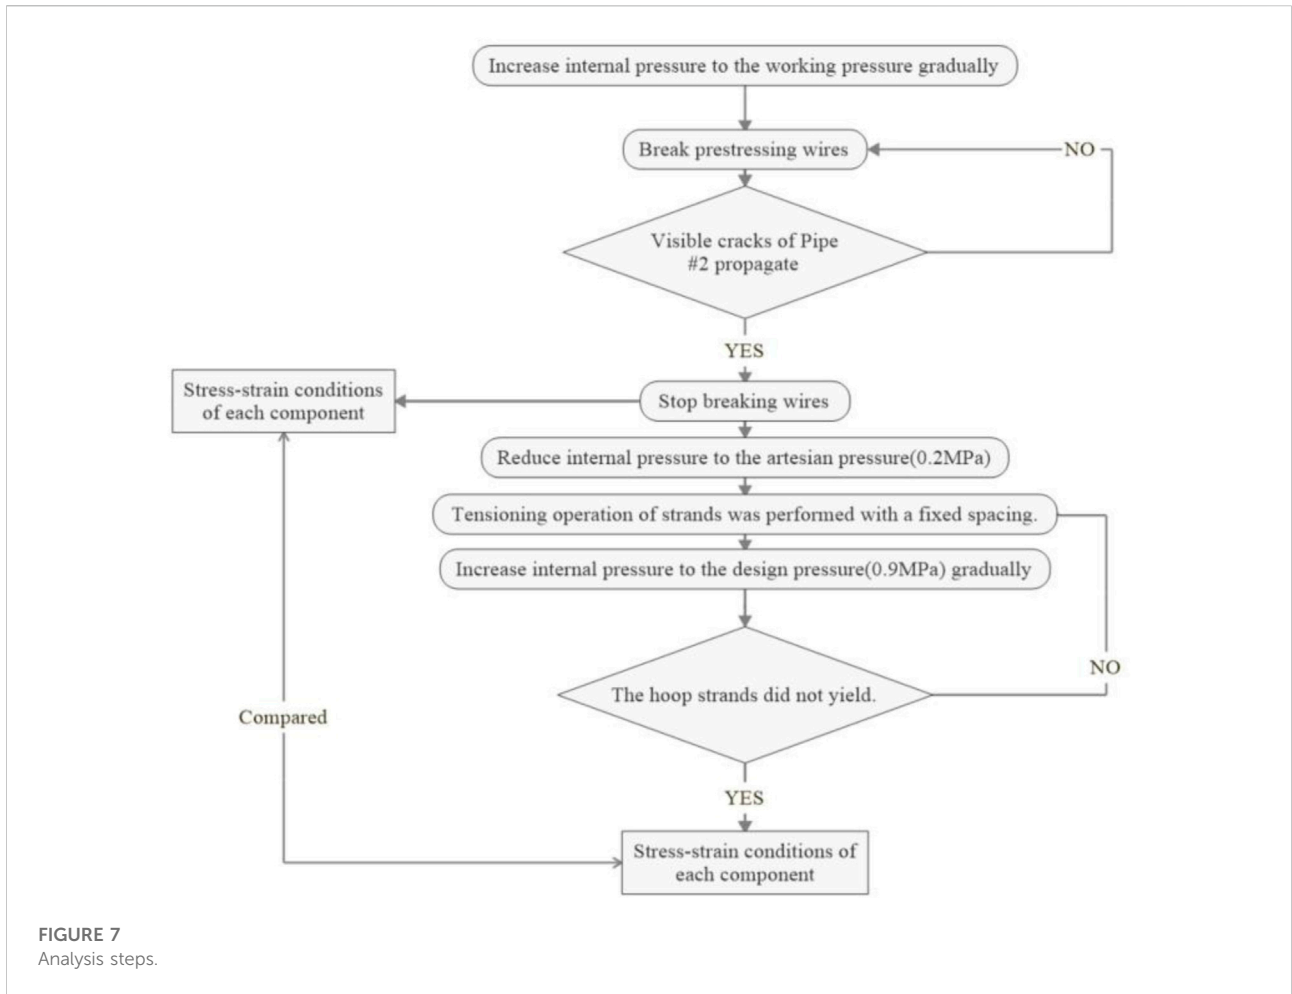 Increase internal pressure to the working pressure gradually
Break prestressing wires
NO
Visible cracks of Pipe
#2 propagate
YES
Stress-strain conditions
of each component
Stop breaking wires
Reduce internal pressure to the artesian pressure(0.2MPa)
Tensioning operation of strands was performed with a fixed spacing.
Increase internal pressure to the design pressure(0.9MPa) gradually
NO
The hoop strands did not yield.
Compared
YES
Stress-strain conditions of
each component
FIGURE 7
Analysis steps.